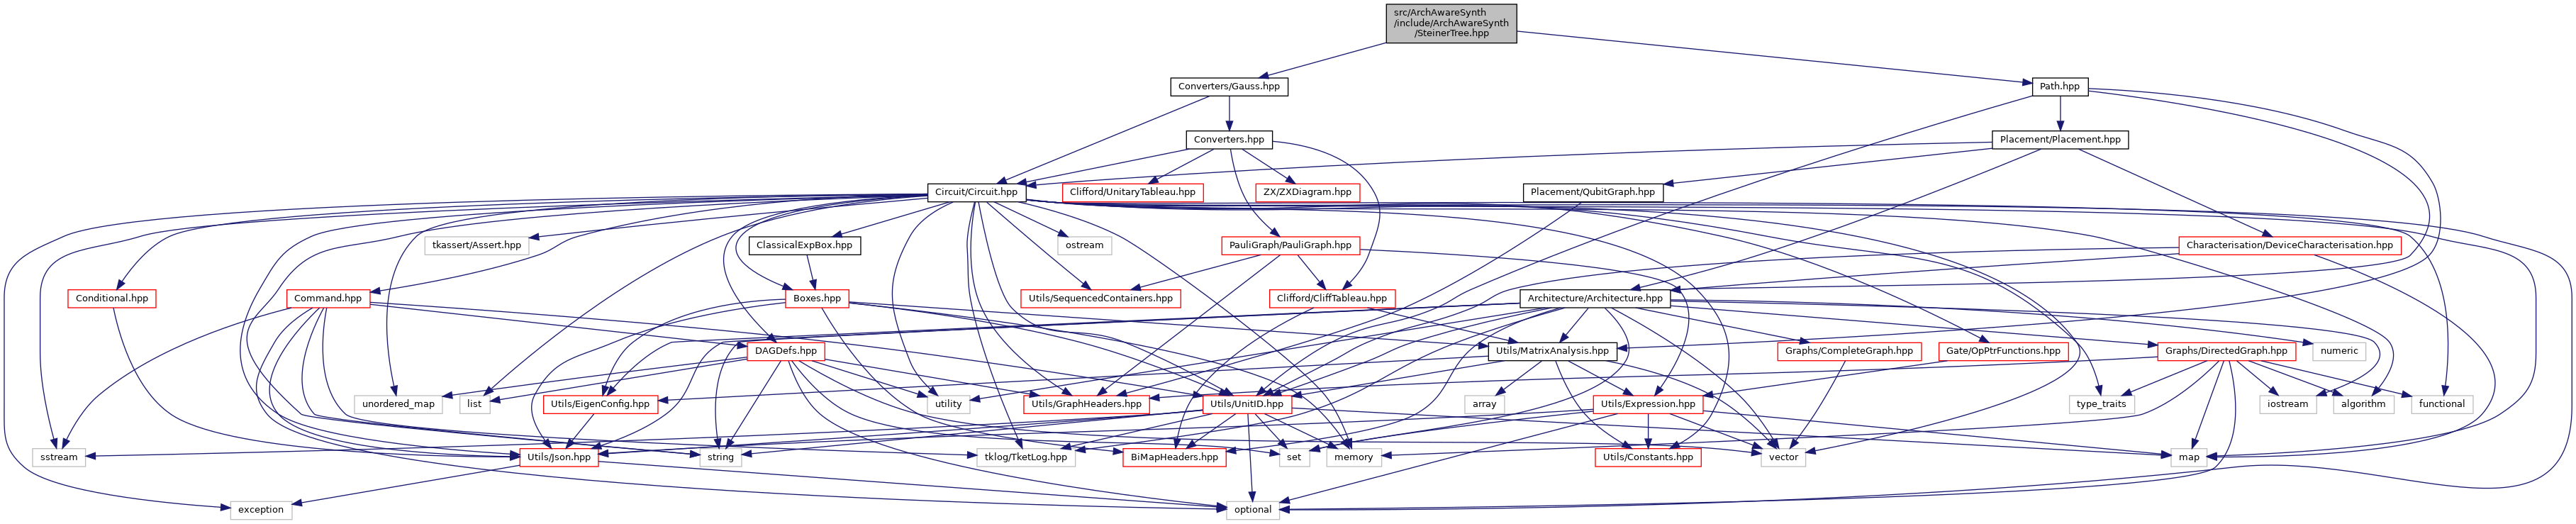 src/ArchAwareSynth
/include/ArchAwareSynth
/SteinerTree.hpp
Converters/Gauss.hpp
Path.hpp
Converters.hpp
Placement/Placement.hpp
Circuit/Circuit.hpp
Clifford/UnitaryTableau.hpp
ZX/ZXDiagram.hpp
Placement/QubitGraph.hpp
tkassert/Assert.hpp
ClassicalExpBox.hpp
ostream
PauliGraph/PauliGraph.hpp
Characterisation/DeviceCharacterisation.hpp
Conditional.hpp
Command.hpp
Boxes.hpp
Utils/SequencedContainers.hpp
Clifford/CliffTableau.hpp
Architecture/Architecture.hpp
DAGDefs.hpp
Utils/MatrixAnalysis.hpp
Graphs/CompleteGraph.hpp
Gate/OpPtrFunctions.hpp
Graphs/DirectedGraph.hpp
numeric
unordered_map
list
Utils/EigenConfig.hpp
utility
Utils/GraphHeaders.hpp
Utils/UnitID.hpp
array
Utils/Expression.hpp
type_traits
iostream
algorithm
functional
sstream
Utils/Json.hpp
string
tklog/TketLog.hpp
BiMapHeaders.hpp
set
memory
Utils/Constants.hpp
vector
map
exception
optional